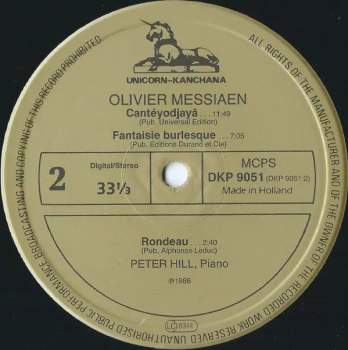 UNICORN-KANCHANA
OLIVIER MESSIAEN
Cantéyodjayâ ...11:49
(Pub. Universal Edition)
Fantaisie burlesque ...7:05
(Pub. Editions Durand et Cie)
2
Digital/Stereo
33⅓
MCPS
DKP 9051 (DKP 9051:2)
Made in Holland
Rondeau ...2:40
(Pub. Alphonse Leduc)
PETER HILL, Piano
℗1986
LC 6344
ALL RIGHTS OF THE MANUFACTURER AND OF THE OWNER OF THE RECORDED WORK RESERVED UNAUTHORISED PUBLIC PERFORMANCE BROADCASTING AND COPYING OF THIS RECORD PROHIBITED